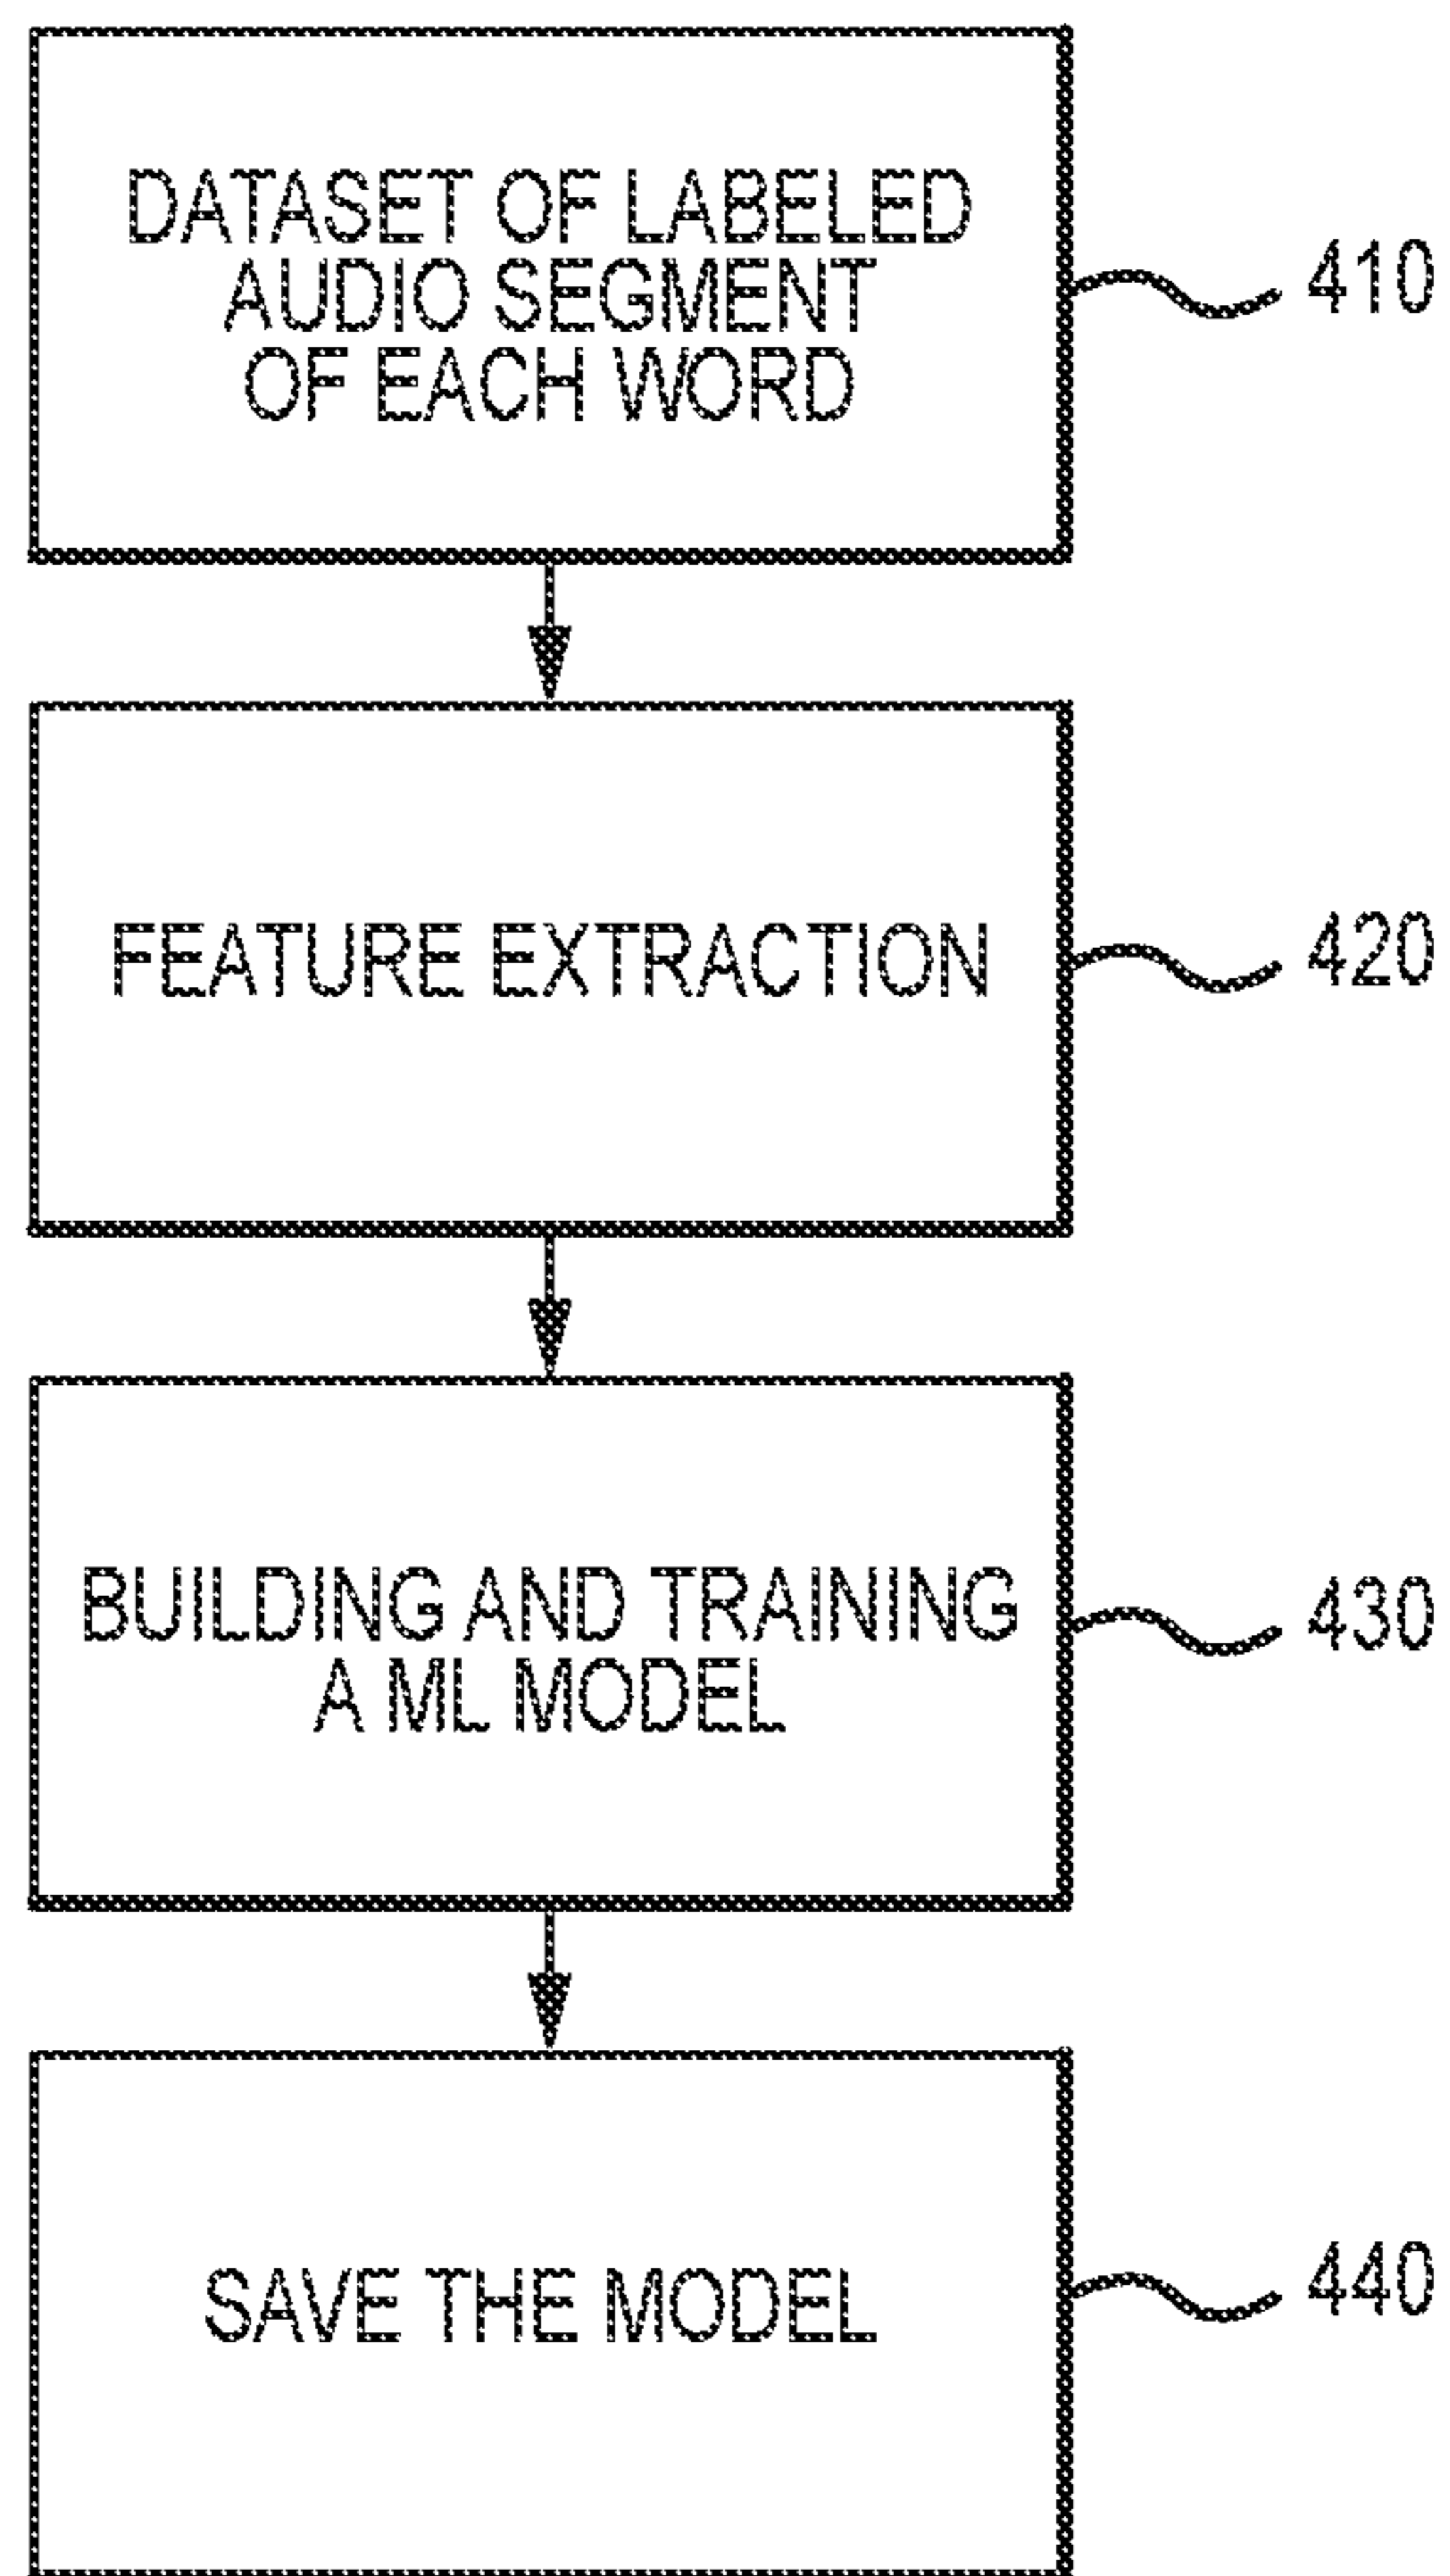 DATASET OF LABELED
AUDIO SEGMENT
OF EACH WORD
410
FEATURE EXTRACTION
420
BUILDING AND TRAINING
A ML MODEL
430
SAVE THE MODEL
440